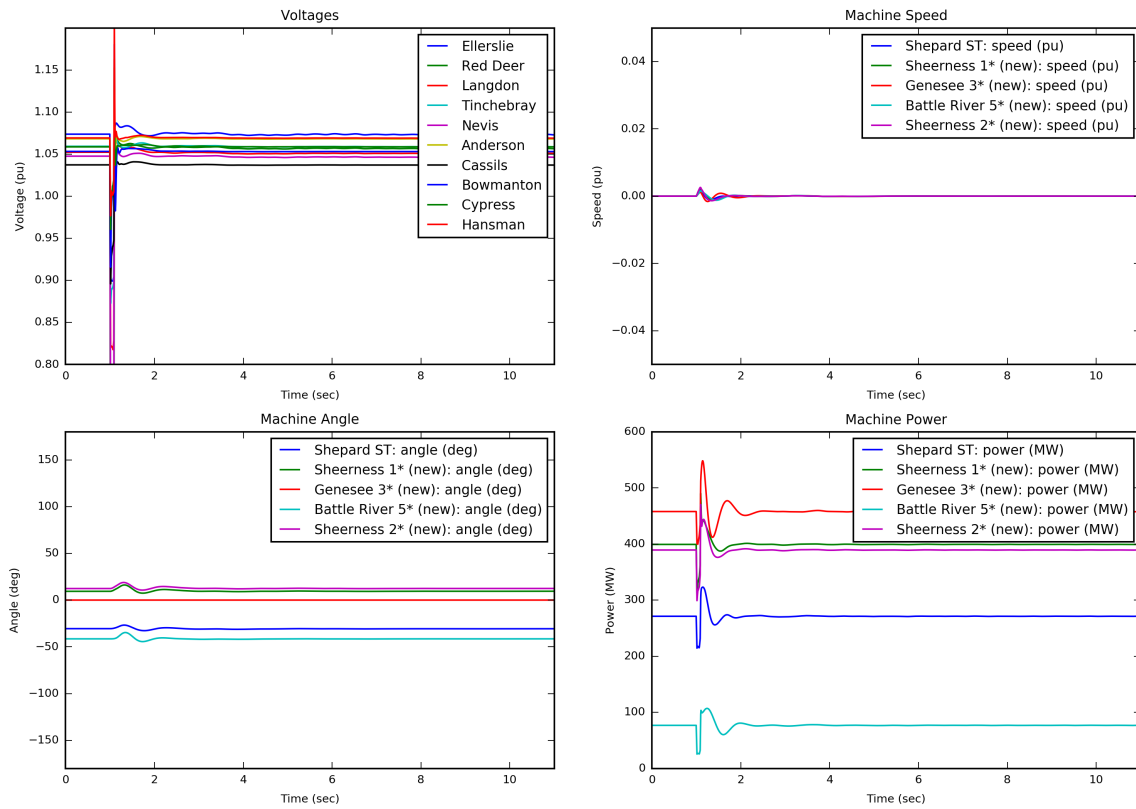 Voltages
1.15
1.10
1.05
1.00
0.95
0.90
0.85
0.80
Voltage (pu)
Ellerslie
Red Deer
Langdon
Tinchebray
Nevis
Anderson
Cassils
Bowmanton
Cypress
Hansman
0 2 4 6 8 10
Time (sec)
Machine Speed
0.04
0.02
0.00
−0.02
−0.04
Speed (pu)
Shepard ST: speed (pu)
Sheerness 1* (new): speed (pu)
Genesee 3* (new): speed (pu)
Battle River 5* (new): speed (pu)
Sheerness 2* (new): speed (pu)
0 2 4 6 8 10
Time (sec)
Machine Angle
150
100
50
0
−50
−100
−150
Angle (deg)
Shepard ST: angle (deg)
Sheerness 1* (new): angle (deg)
Genesee 3* (new): angle (deg)
Battle River 5* (new): angle (deg)
Sheerness 2* (new): angle (deg)
0 2 4 6 8 10
Time (sec)
Machine Power
600
500
400
300
200
100
0
Power (MW)
Shepard ST: power (MW)
Sheerness 1* (new): power (MW)
Genesee 3* (new): power (MW)
Battle River 5* (new): power (MW)
Sheerness 2* (new): power (MW)
0 2 4 6 8 10
Time (sec)